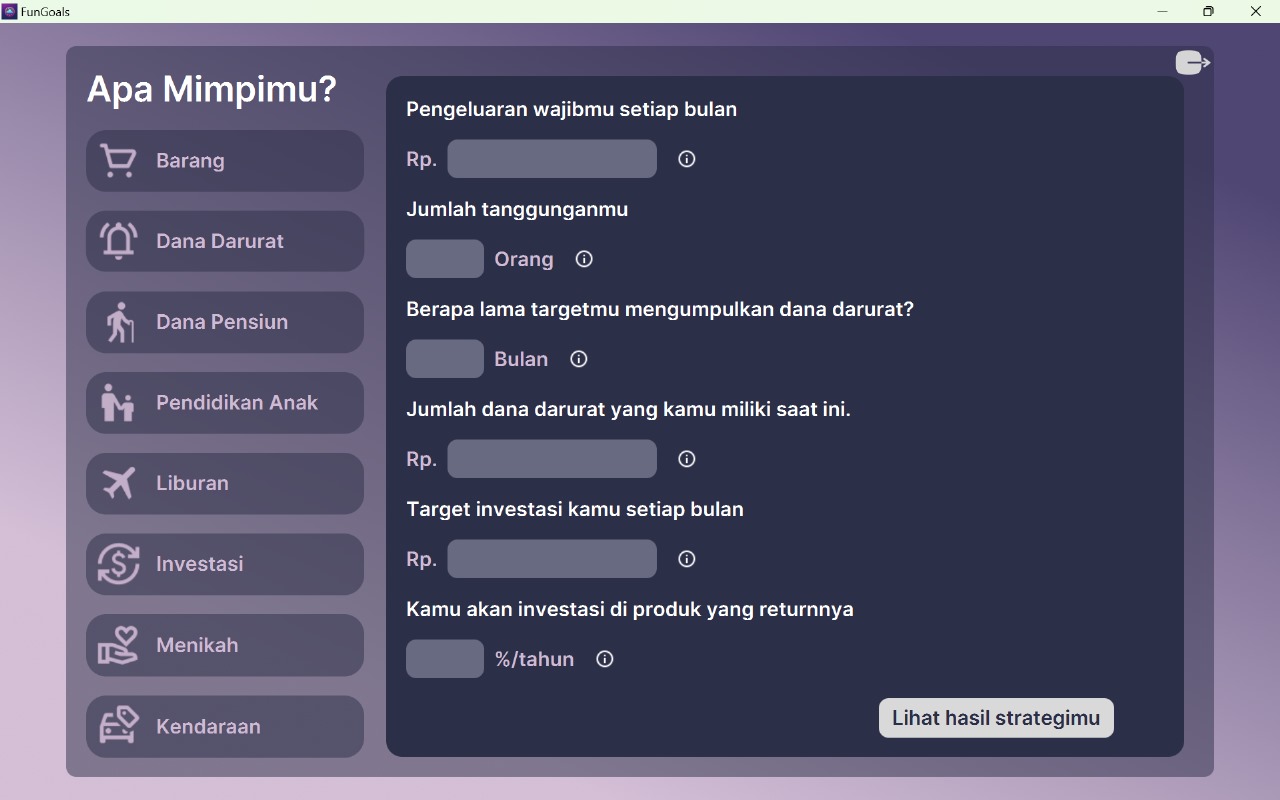 FunGoals
Apa Mimpimu?
Barang
Dana Darurat
Dana Pensiun
Pendidikan Anak
Liburan
Investasi
Menikah
Kendaraan
Pengeluaran wajibmu setiap bulan
Rp.
Jumlah tanggunganmu
Orang
Berapa lama targetmu mengumpulkan dana darurat?
Bulan
Jumlah dana darurat yang kamu miliki saat ini.
Rp.
Target investasi kamu setiap bulan
Rp.
Kamu akan investasi di produk yang returnnya
%/tahun
Lihat hasil strategimu